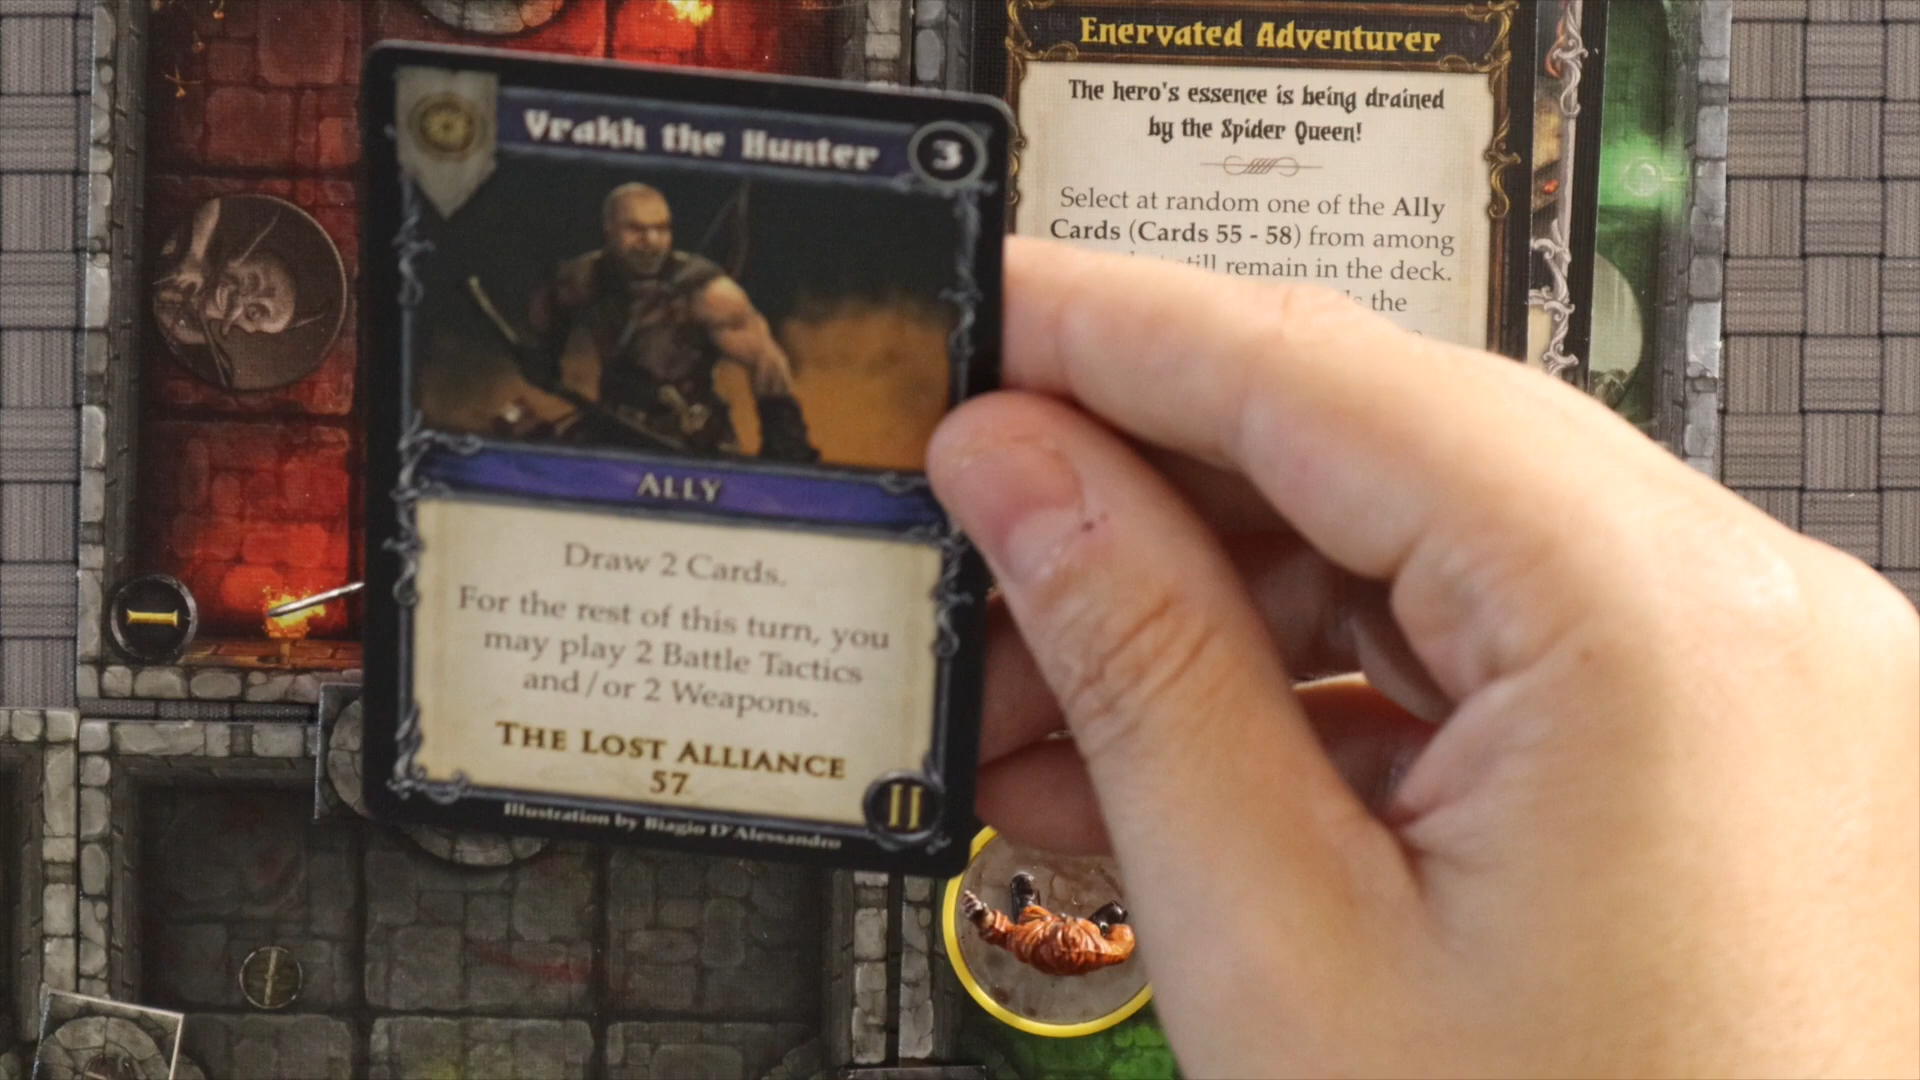 Vrakh the Hunter
3
ALLY
Draw 2 Cards.
For the rest of this turn, you
may play 2 Battle Tactics
and/or 2 Weapons.
THE LOST ALLIANCE
57
II
Illustration by Biagio D'Alessandro
Enervated Adventurer
The hero's essence is being drained
by the Spider Queen!
Select at random one of the Ally
Cards (Cards 55 - 58) from among
still remain in the deck.
the
I